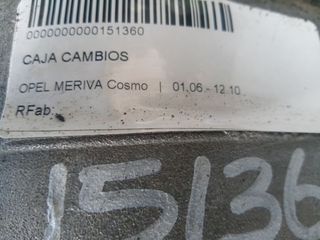 0000000000151360
CAJA CAMBIOS
OPEL MERIVA Cosmo | 01.06 - 12.10
RFab:
15136